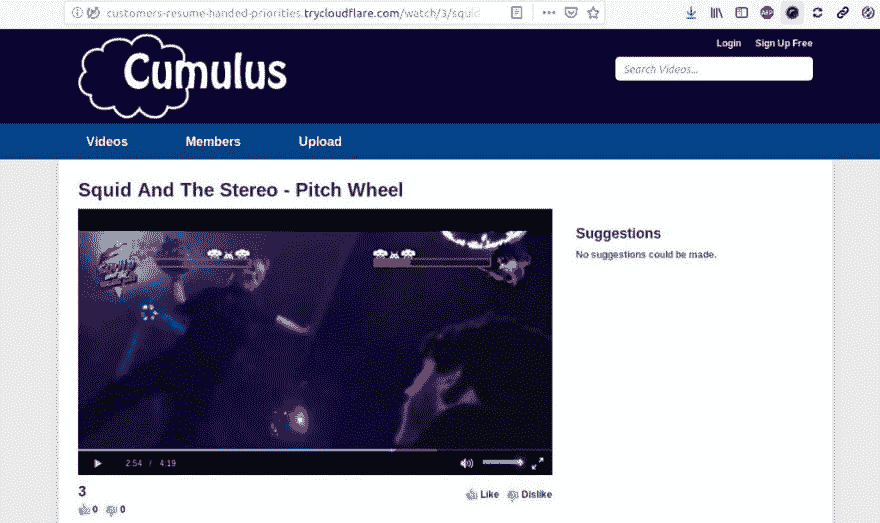 customers-resume-handed-priorities.trycloudflare.com/watch/3/squid
Login Sign Up Free
Cumulus
Search Videos...
Videos Members Upload
Squid And The Stereo - Pitch Wheel
Suggestions
No suggestions could be made.
2:54 / 4:19
3
Like Dislike
0 0